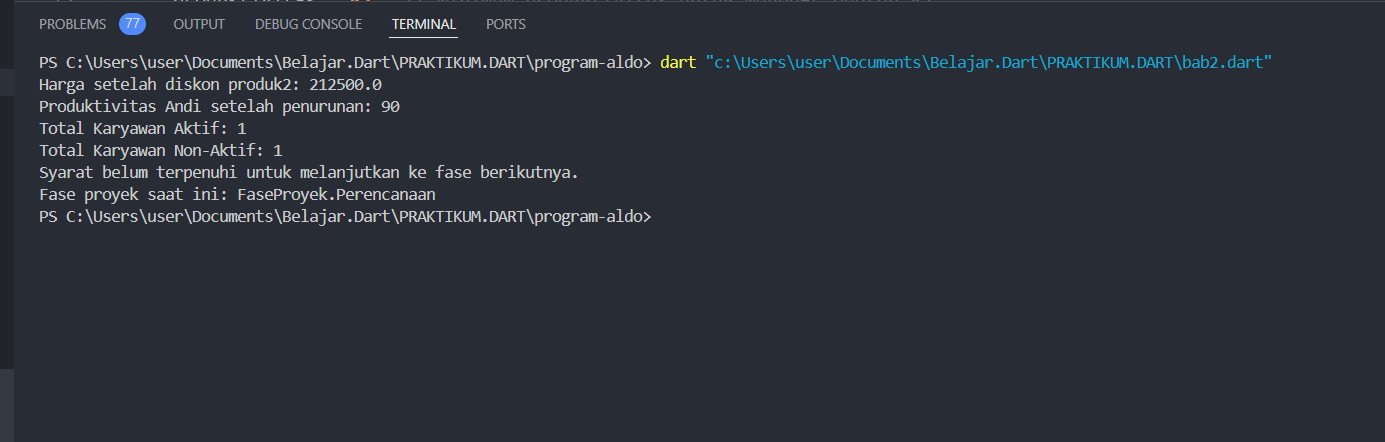 PROBLEMS 77 OUTPUT DEBUG CONSOLE TERMINAL PORTS
PS C:\Users\user\Documents\Belajar.Dart\PRAKTIKUM.DART\program-aldo> dart "c:\Users\user\Documents\Belajar.Dart\PRAKTIKUM.DART\bab2.dart"
Harga setelah diskon produk2: 212500.0
Produktivitas Andi setelah penurunan: 90
Total Karyawan Aktif: 1
Total Karyawan Non-Aktif: 1
Syarat belum terpenuhi untuk melanjutkan ke fase berikutnya.
Fase proyek saat ini: FaseProyek.Perencanaan
PS C:\Users\user\Documents\Belajar.Dart\PRAKTIKUM.DART\program-aldo>